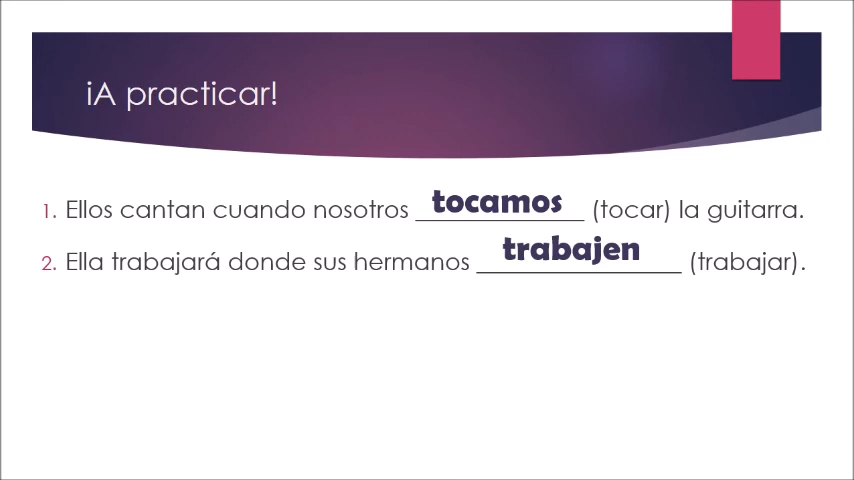 ¡A practicar!
1. Ellos cantan cuando nosotros tocamos (tocar) la guitarra.
2. Ella trabajará donde sus hermanos trabajen (trabajar).